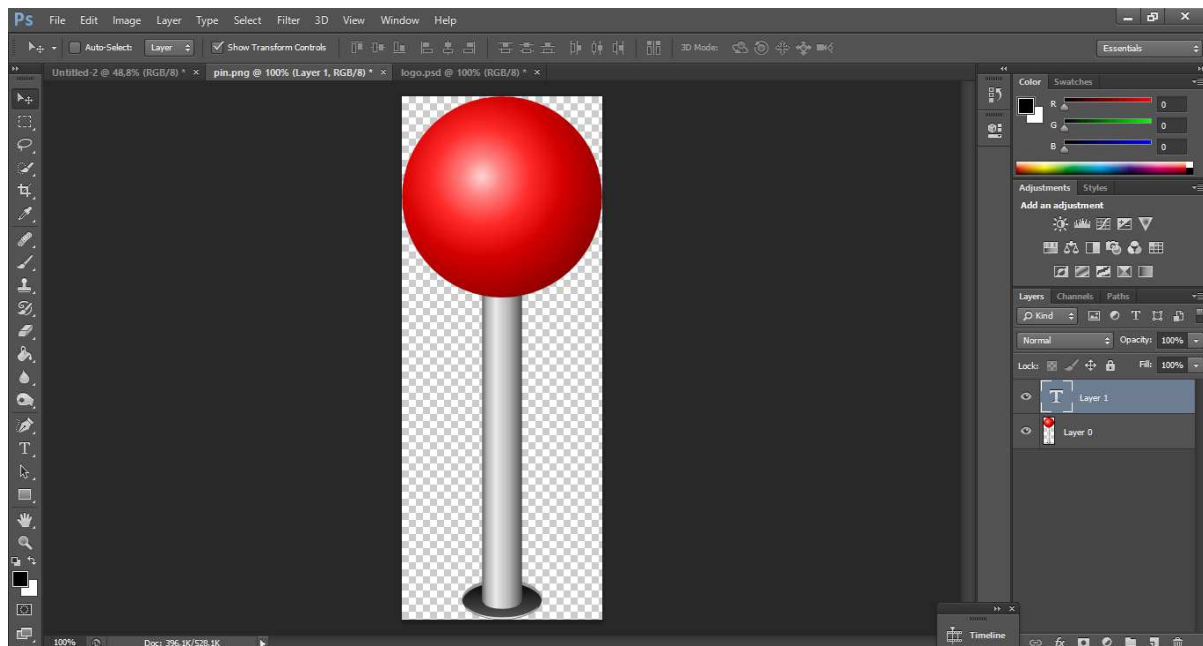 Ps File Edit Image Layer Type Select Filter 3D View Window Help
Auto-Select: Layer Show Transform Controls 3D Mode: Essentials
Untitled-2 @ 48,8% (RGB/8) * × pin.png @ 100% (Layer 1, RGB/8) * × logo.psd @ 100% (RGB/8) * ×
Color Swatches
R 0
G 0
B 0
Adjustments Styles
Add an adjustment
Layers Channels Paths
Kind
Normal Opacity: 100%
Lock: Fill: 100%
T Layer 1
Layer 0
Timeline
100% Doc: 396,1K/528,1K
fx